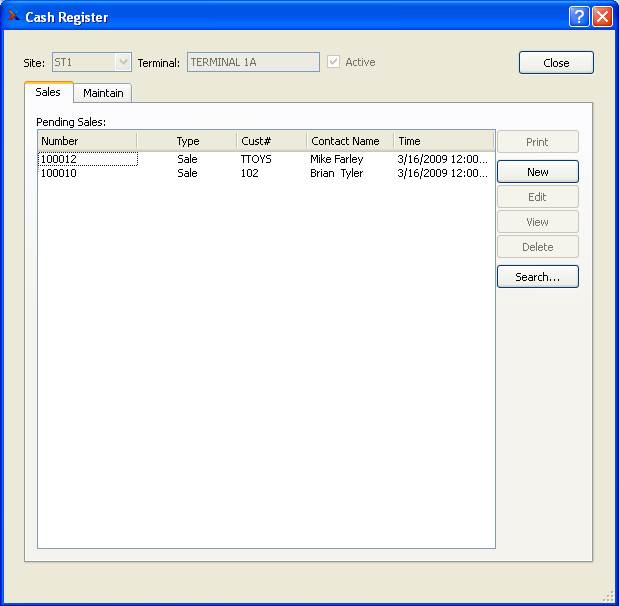 Cash Register
Site: ST1 Terminal: TERMINAL 1A Active Close
Sales Maintain
Pending Sales:
Number Type Cust# Contact Name Time
100012 Sale TTOYS Mike Farley 3/16/2009 12:00...
100010 Sale 102 Brian Tyler 3/16/2009 12:00...
Print
New
Edit
View
Delete
Search...